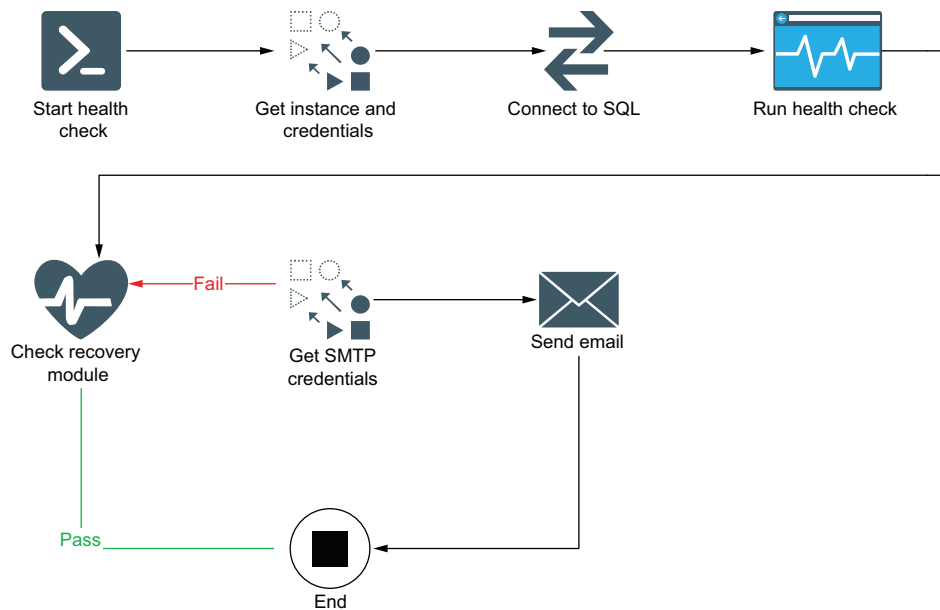 Start health
check
Get instance and
credentials
Connect to SQL
Run health check
Fail
Check recovery
module
Get SMTP
credentials
Send email
Pass
End